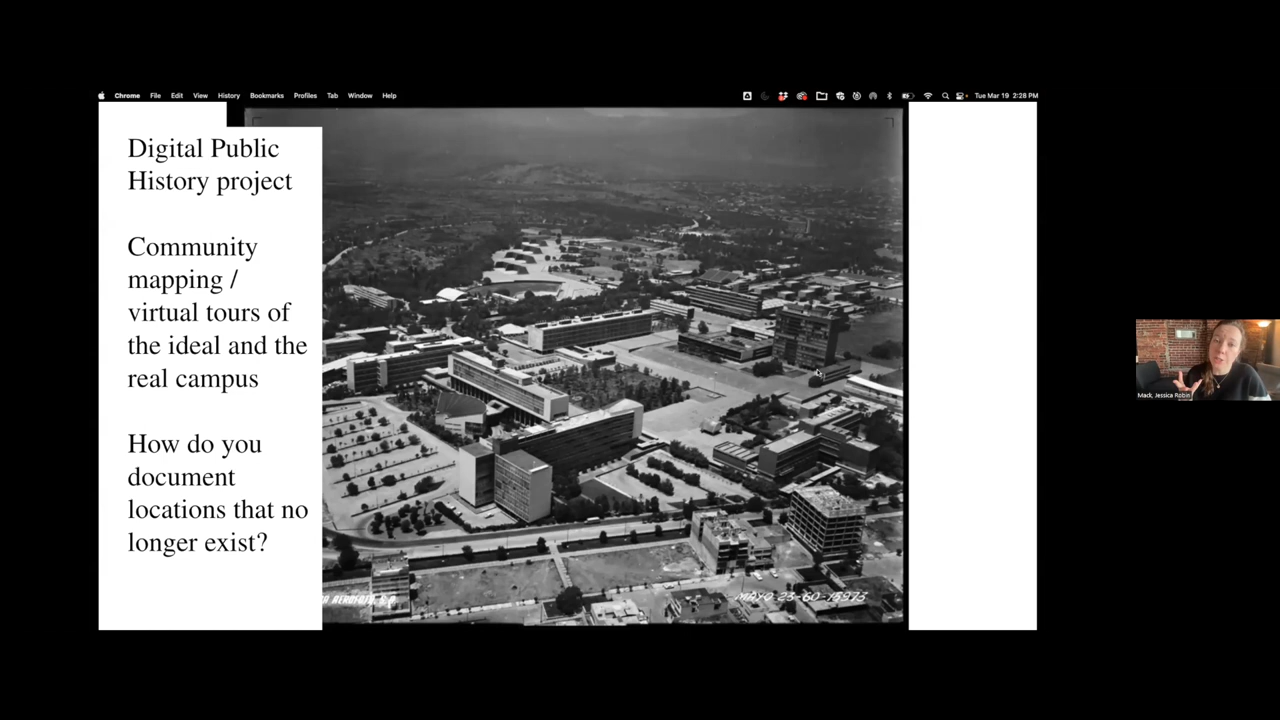 Chrome File Edit View History Bookmarks Profiles Tab Window Help
Tue Mar 19 2:28 PM
Digital Public
History project
Community
mapping /
virtual tours of
the ideal and the
real campus
How do you
document
locations that no
longer exist?
AEROFOTO, S.A.
MAYO-23-60-15973
Mack, Jessica Robin